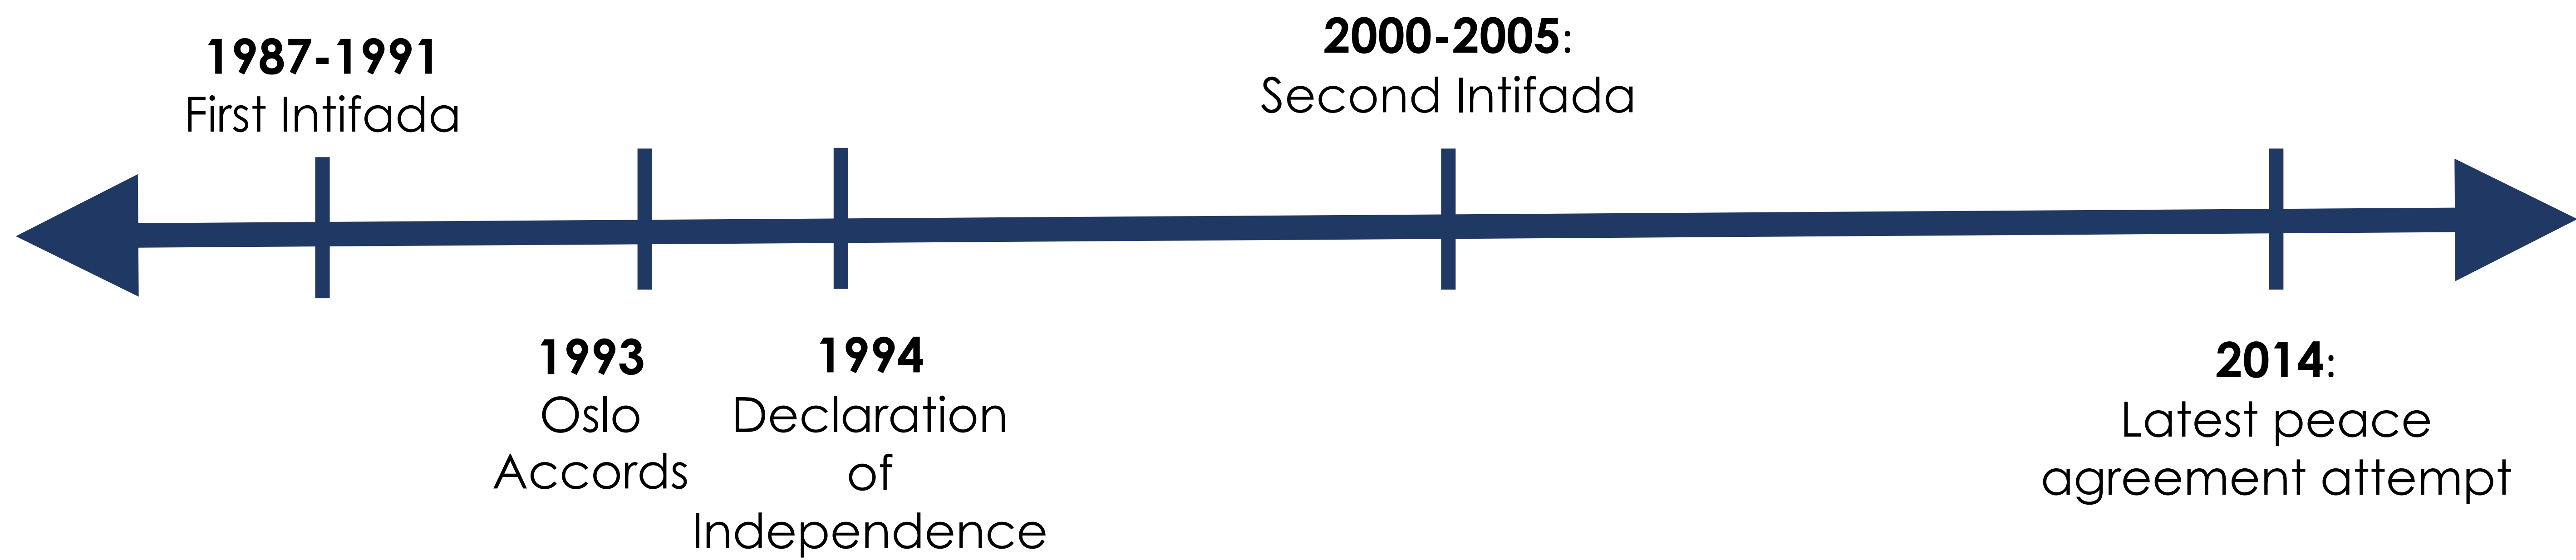 1987-1991
First Intifada
1993
Oslo
Accords
1994
Declaration
of
Independence
2000-2005:
Second Intifada
2014:
Latest peace
agreement attempt